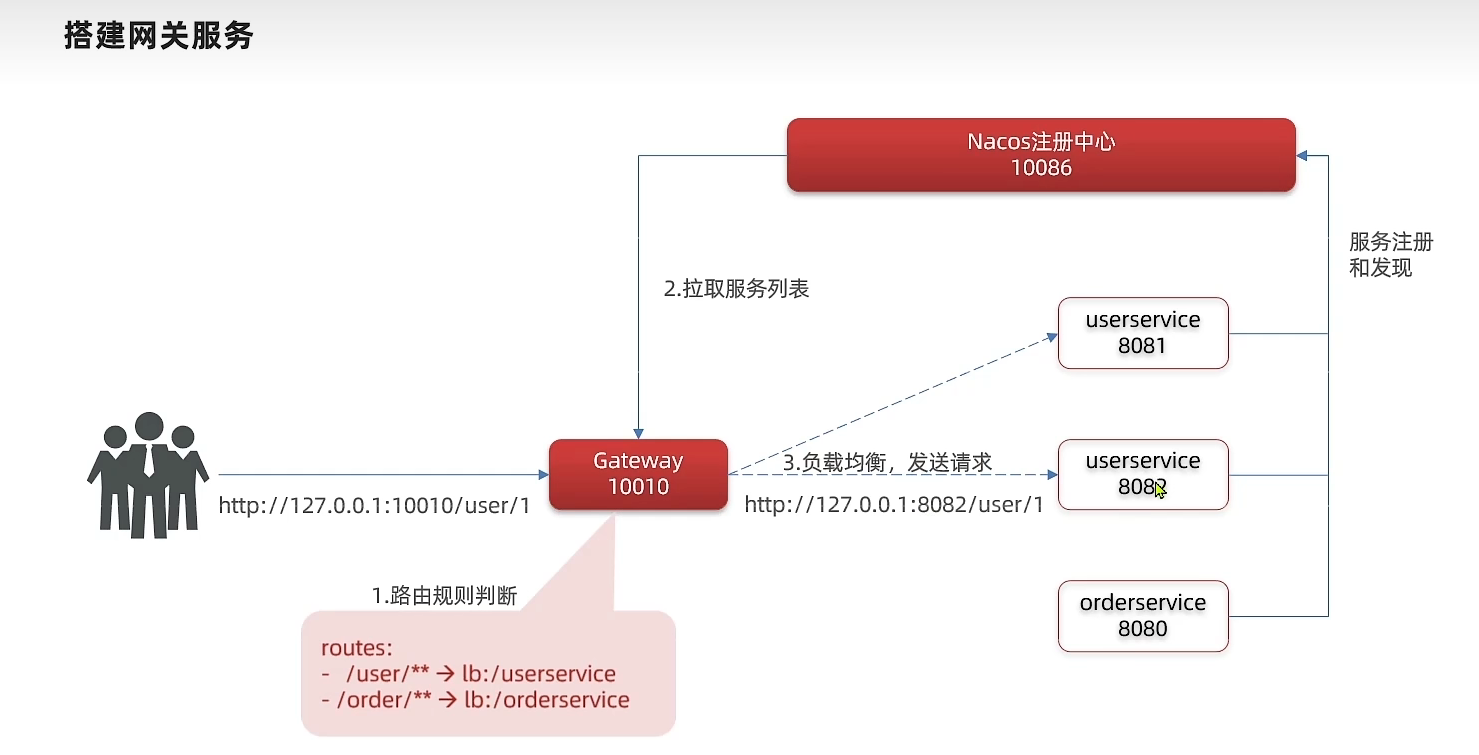 搭建网关服务
Nacos注册中心
10086
服务注册
和发现
2.拉取服务列表
userservice
8081
Gateway
10010
3.负载均衡，发送请求
userservice
8082
http://127.0.0.1:10010/user/1
http://127.0.0.1:8082/user/1
1.路由规则判断
orderservice
8080
routes:
- /user/** → lb:/userservice
- /order/** → lb:/orderservice